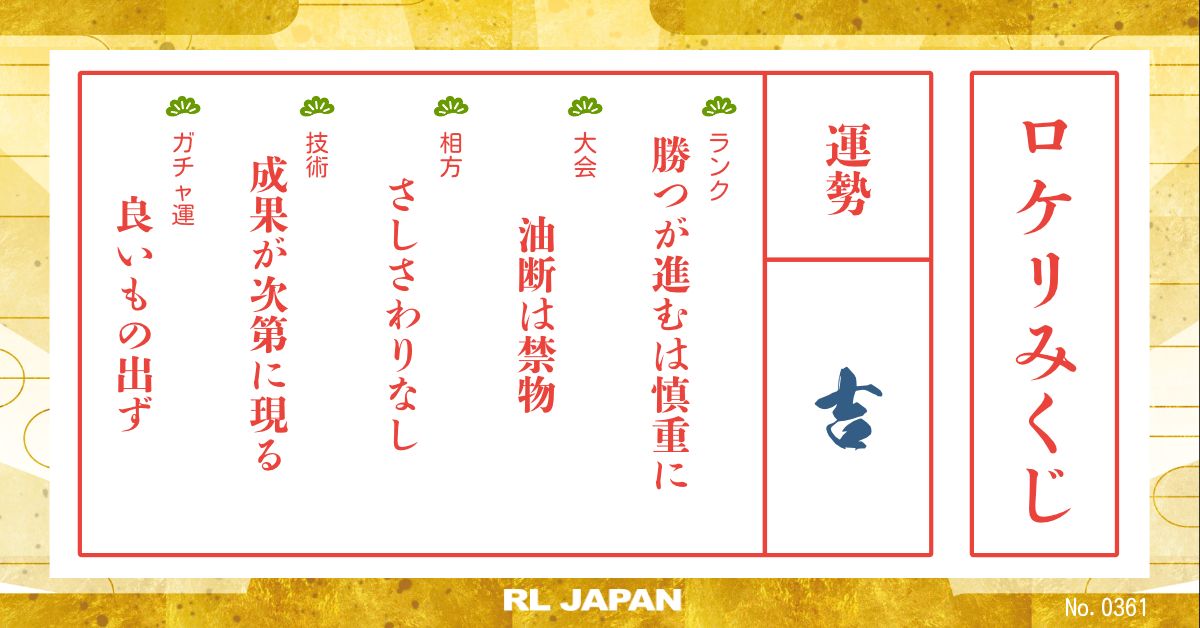 ロケリみくじ
運勢
吉
ランク
勝つが進むは慎重に
大会
油断は禁物
相方
さしさわりなし
技術
成果が次第に現る
ガチャ運
良いもの出ず
RL JAPAN
No. 0361